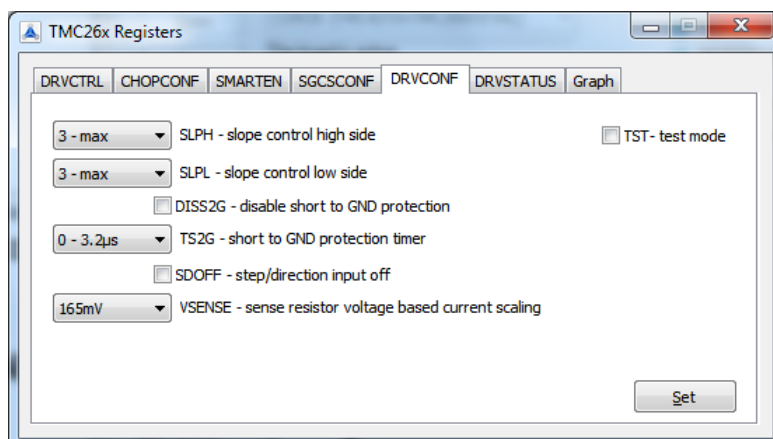 TMC26x Registers
DRVCTRL CHOPCONF SMARTEN SGCSCONF DRVCONF DRVSTATUS Graph
3 - max SLPH - slope control high side TST- test mode
3 - max SLPL - slope control low side
DISS2G - disable short to GND protection
0 - 3.2µs TS2G - short to GND protection timer
SDOFF - step/direction input off
165mV VSENSE - sense resistor voltage based current scaling
Set